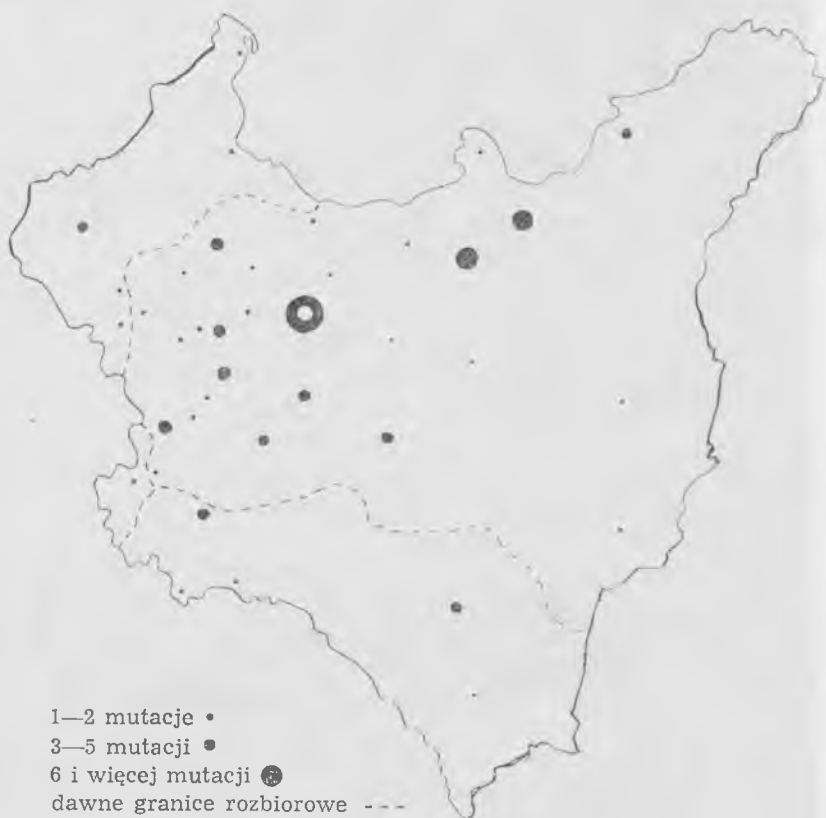 1—2 mutacje
3—5 mutacji
6 i więcej mutacji
dawne granice rozbiorowe